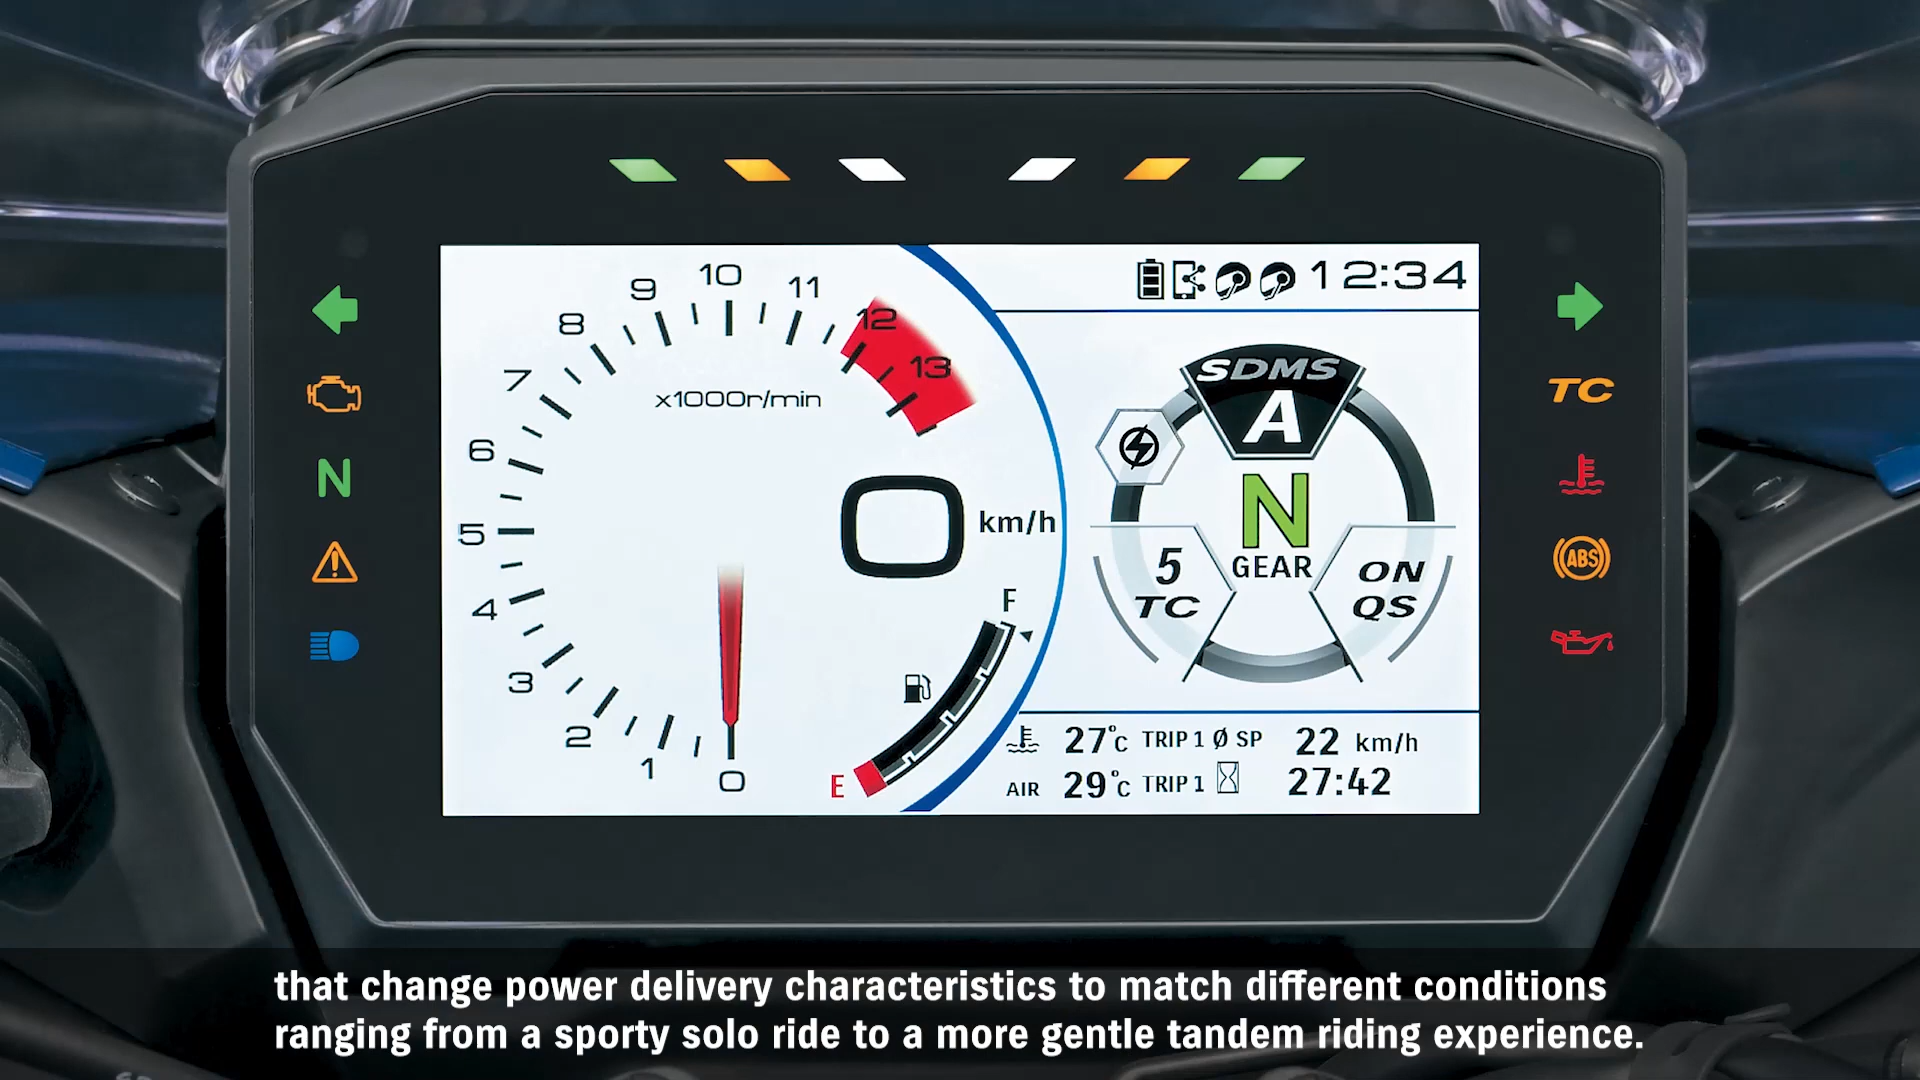 12:34
10
9
11
8
12
7
13
x1000r/min
6
5
4
3
2
1
0
0 km/h
F
E
SDMS
A
N
GEAR
5
TC
ON
QS
27°C TRIP 1 Ø SP 22 km/h
AIR 29°C TRIP 1 27:42
N
TC
ABS
that change power delivery characteristics to match different conditions
ranging from a sporty solo ride to a more gentle tandem riding experience.